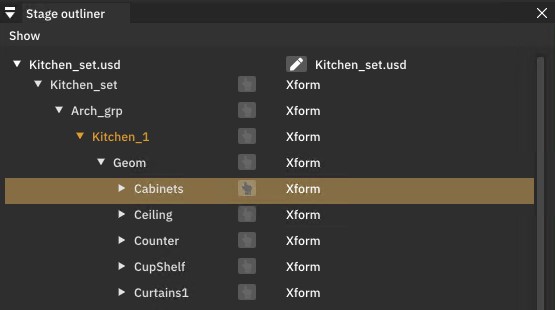 Stage outliner
Show
Kitchen_set.usd Kitchen_set.usd
Kitchen_set Xform
Arch_grp Xform
Kitchen_1 Xform
Geom Xform
Cabinets Xform
Ceiling Xform
Counter Xform
CupShelf Xform
Curtains1 Xform